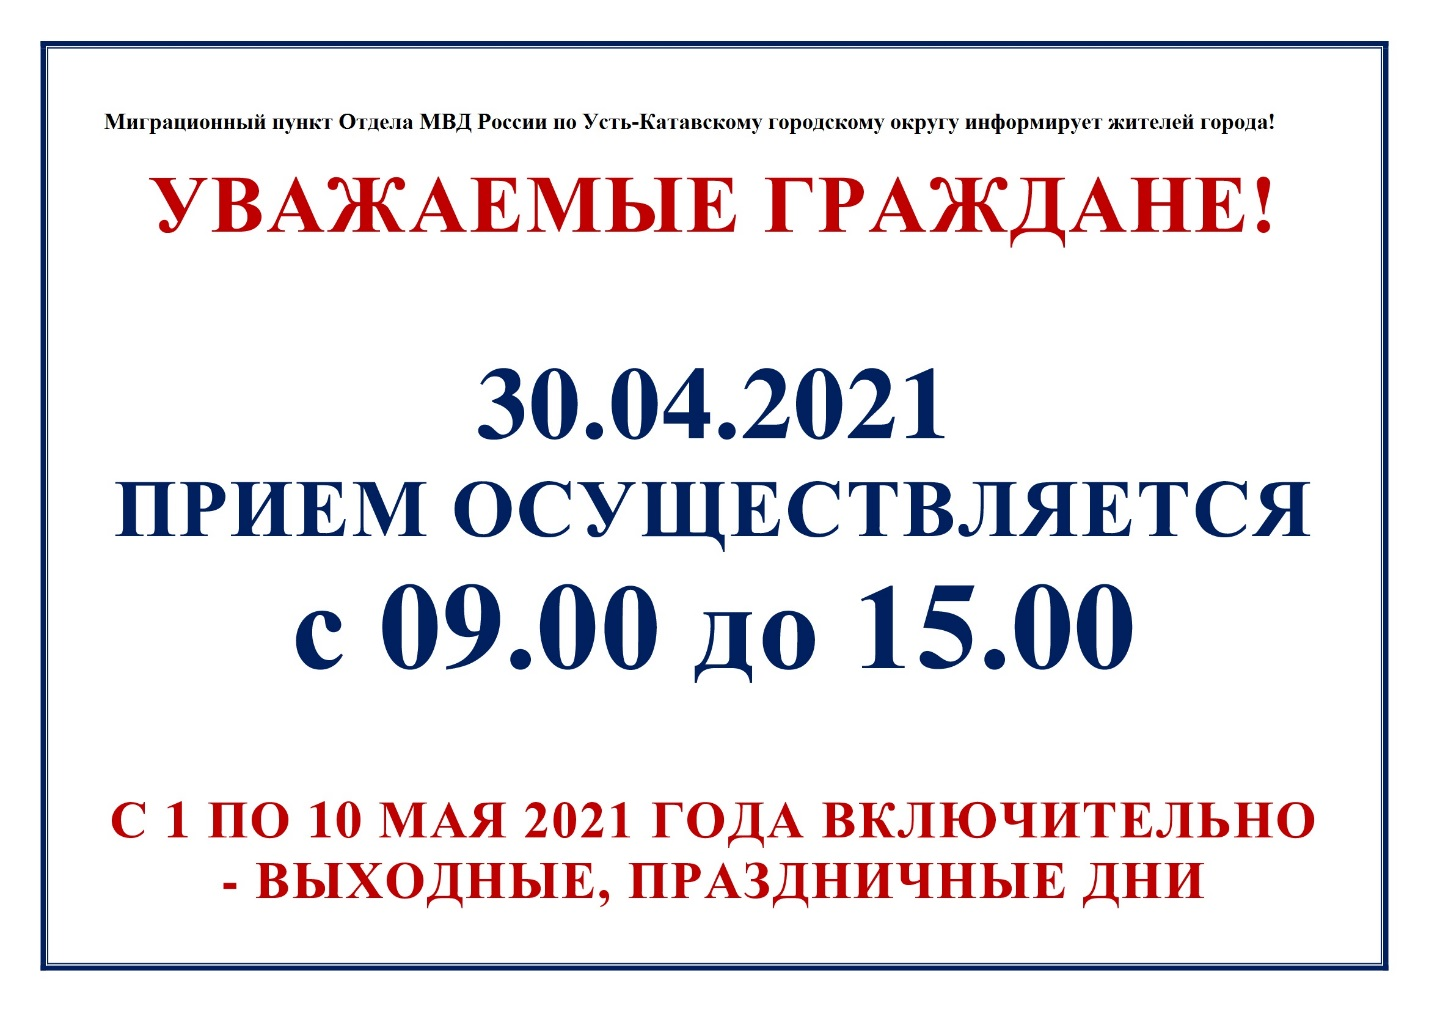 Миграционный пункт Отдела МВД России по Усть-Катавскому городскому округу информирует жителей города!
УВАЖАЕМЫЕ ГРАЖДАНЕ!
30.04.2021
ПРИЕМ ОСУЩЕСТВЛЯЕТСЯ
с 09.00 до 15.00
С 1 ПО 10 МАЯ 2021 ГОДА ВКЛЮЧИТЕЛЬНО
- ВЫХОДНЫЕ, ПРАЗДНИЧНЫЕ ДНИ